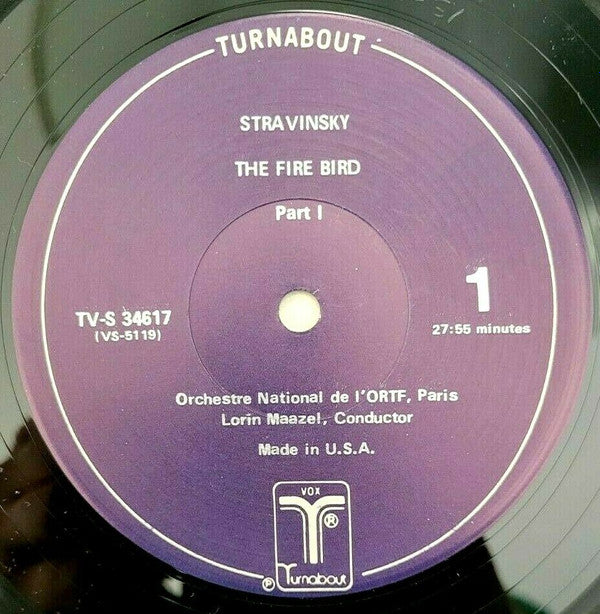 TURNABOUT
STRAVINSKY
THE FIRE BIRD
Part I
TV-S 34617
(VS-5119)
1
27:55 minutes
Orchestre National de l'ORTF, Paris
Lorin Maazel, Conductor
Made in U.S.A.
VOX
T ®
℗ Turnabout